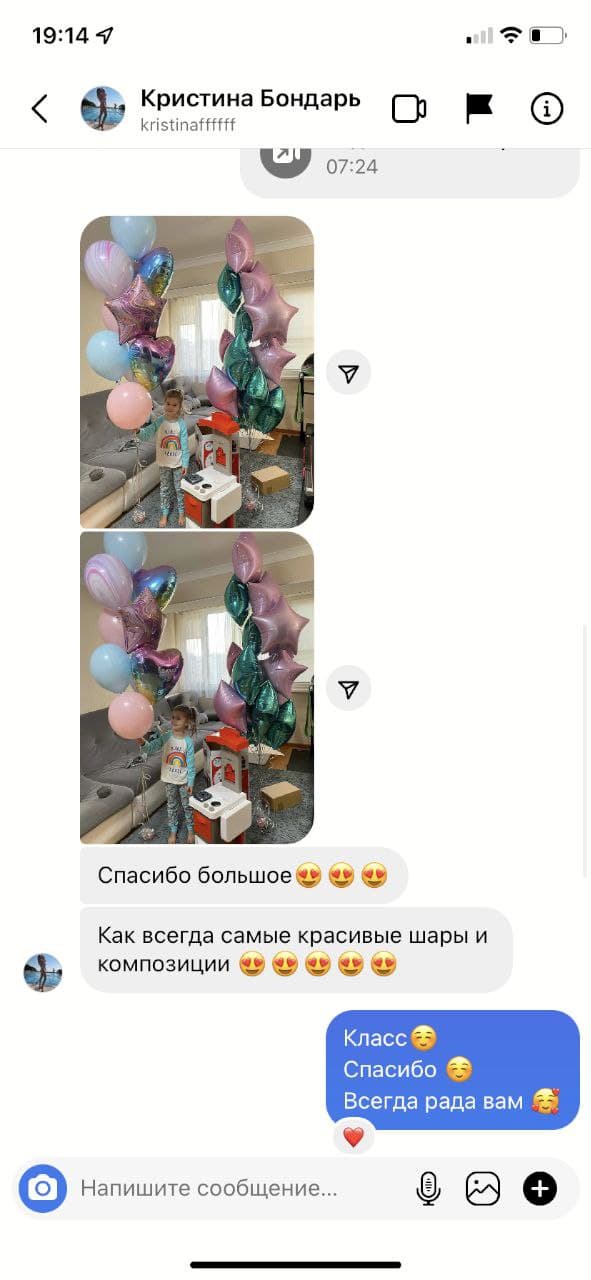 19:14
Кристина Бондарь
kristinaffffff
07:24
Спасибо большое😍😍😍
Как всегда самые красивые шары и
композиции 😍😍😍😍😍
Класс☺️
Спасибо ☺️
Всегда рада вам 🥰
❤️
Напишите сообщение...